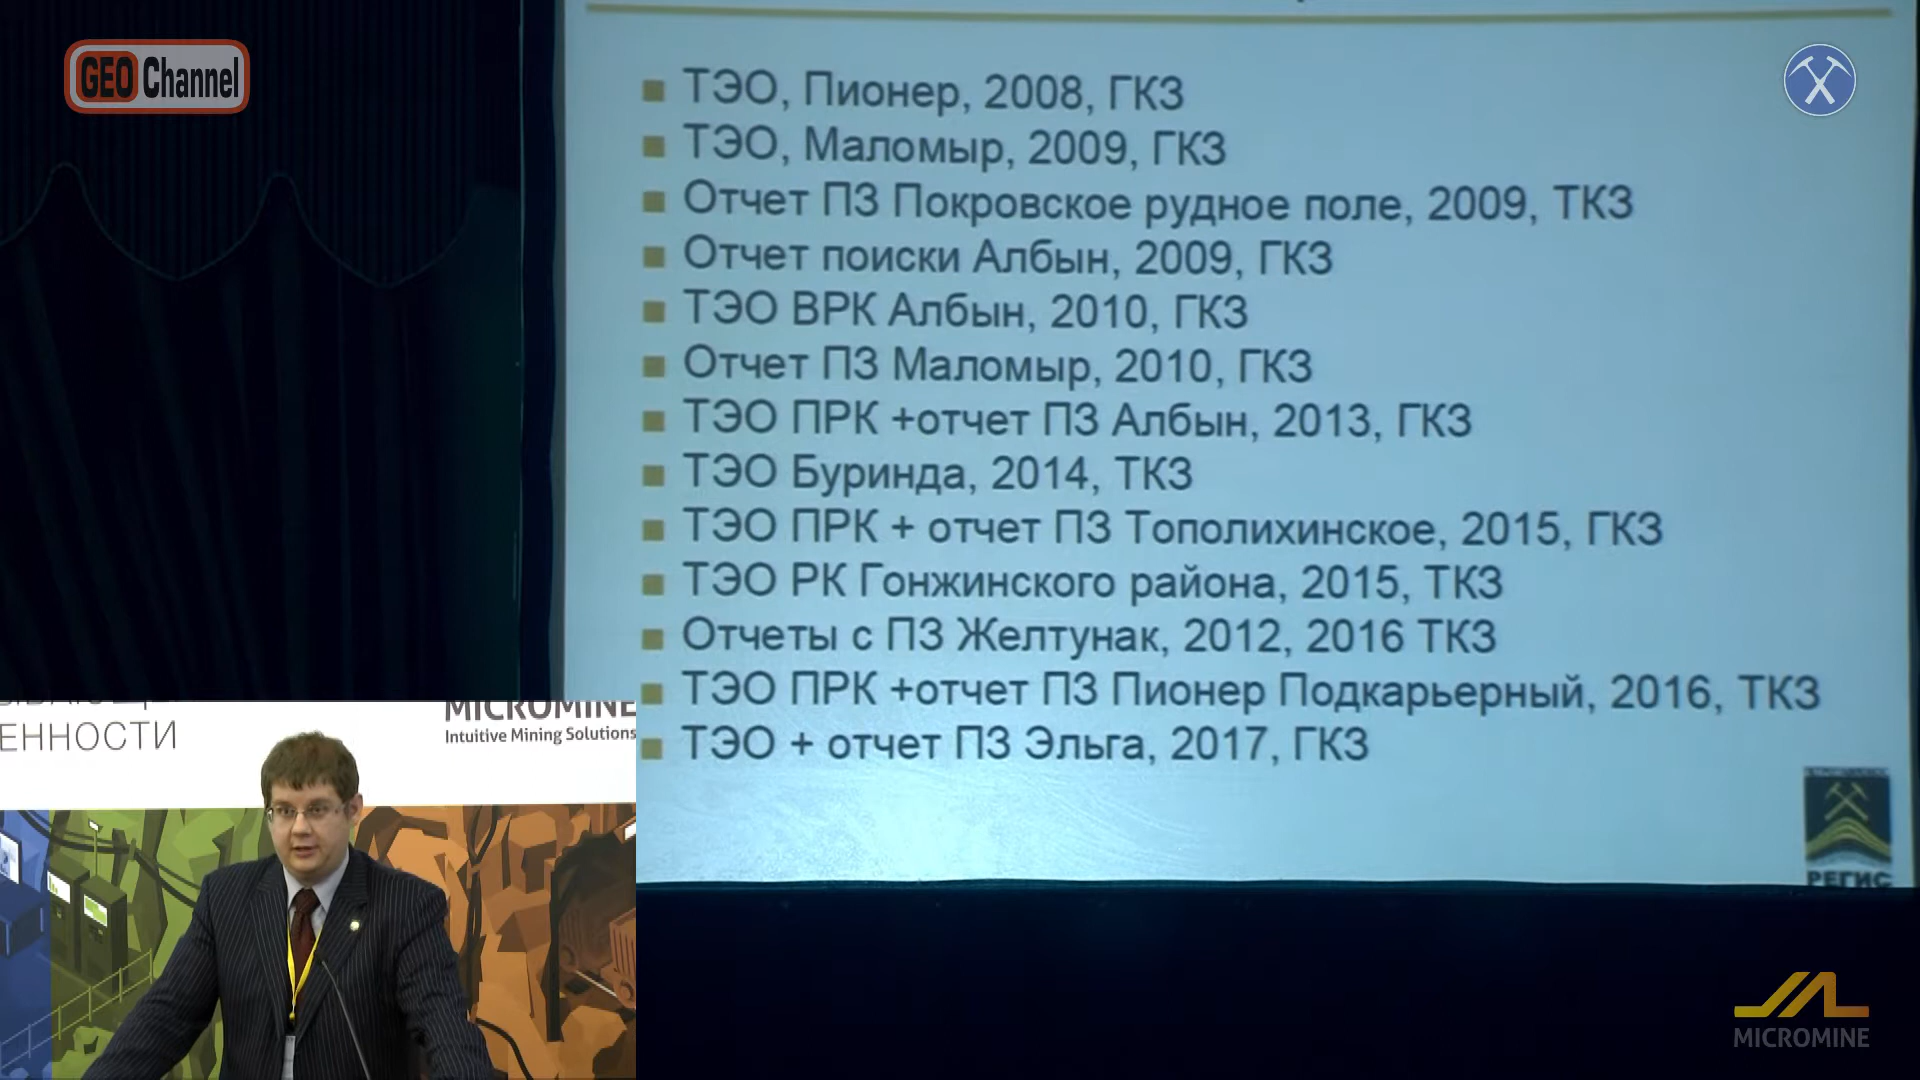 GEO Channel
ТЭО, Пионер, 2008, ГКЗ
ТЭО, Маломыр, 2009, ГКЗ
Отчет ПЗ Покровское рудное поле, 2009, ТКЗ
Отчет поиски Албын, 2009, ГКЗ
ТЭО ВРК Албын, 2010, ГКЗ
Отчет ПЗ Маломыр, 2010, ГКЗ
ТЭО ПРК +отчет ПЗ Албын, 2013, ГКЗ
ТЭО Буринда, 2014, ТКЗ
ТЭО ПРК + отчет ПЗ Тополихинское, 2015, ГКЗ
ТЭО РК Гонжинского района, 2015, ТКЗ
Отчеты с ПЗ Желтунак, 2012, 2016 ТКЗ
ТЭО ПРК +отчет ПЗ Пионер Подкарьерный, 2016, ТКЗ
ТЭО + отчет ПЗ Эльга, 2017, ГКЗ
РЕГИС
ЕННОСТИ
MICROMINE
Intuitive Mining Solutions
MICROMINE